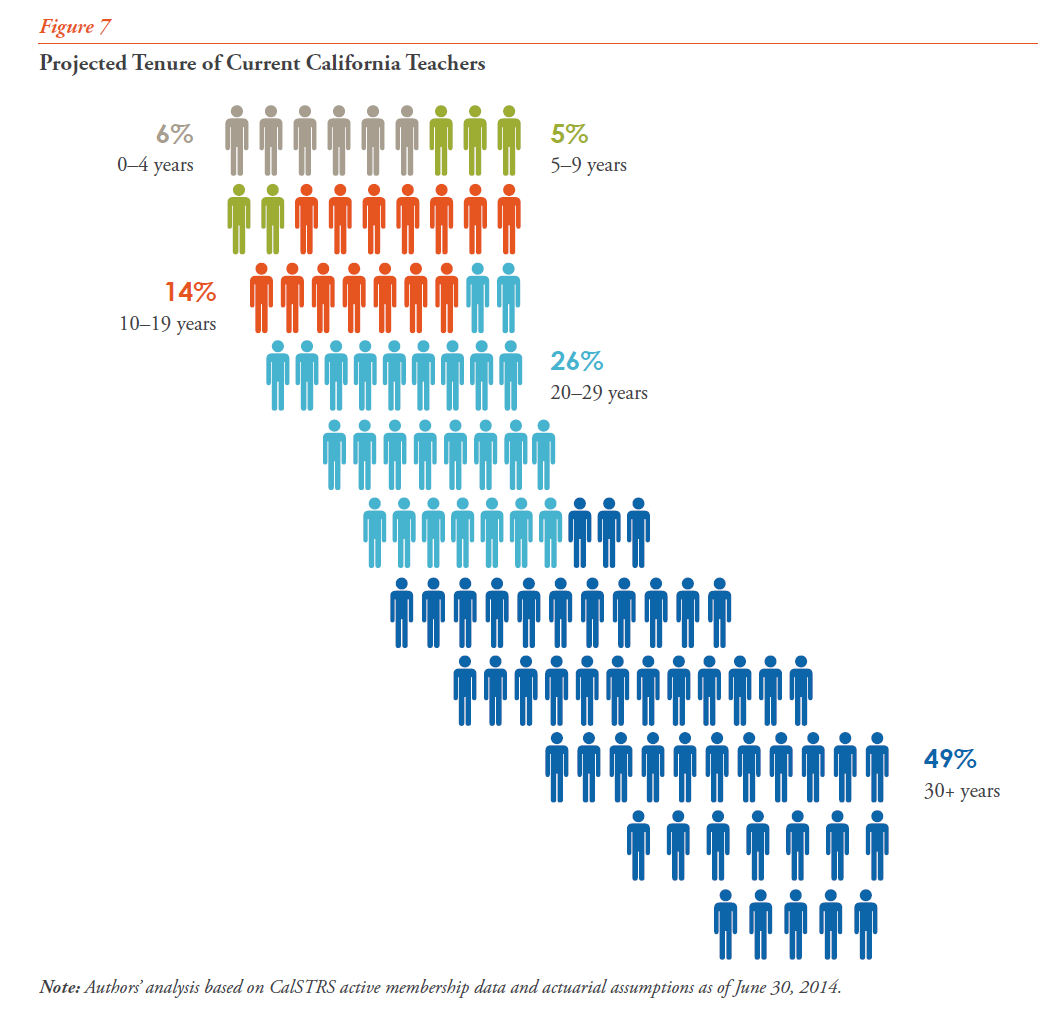 Figure 7
Projected Tenure of Current California Teachers
6%
0–4 years
5%
5–9 years
14%
10–19 years
26%
20–29 years
49%
30+ years
Note: Authors’ analysis based on CalSTRS active membership data and actuarial assumptions as of June 30, 2014.